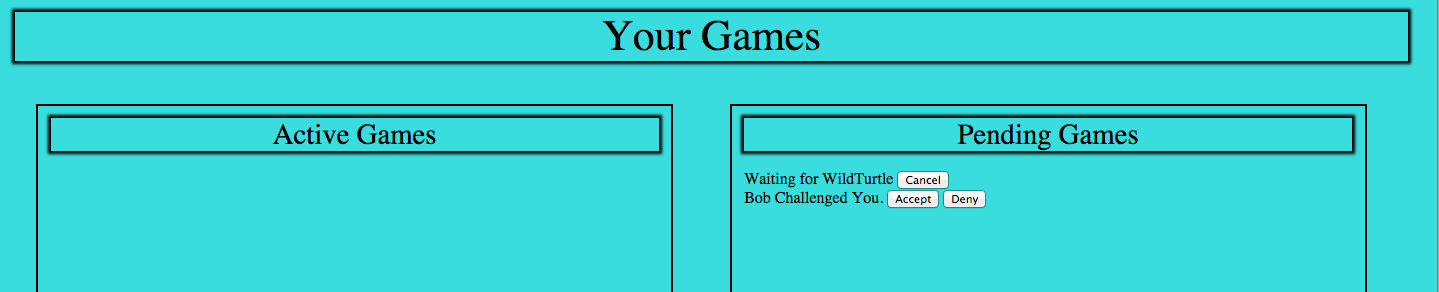 Your Games
Active Games
Pending Games
Waiting for WildTurtle Cancel
Bob Challenged You. Accept Deny